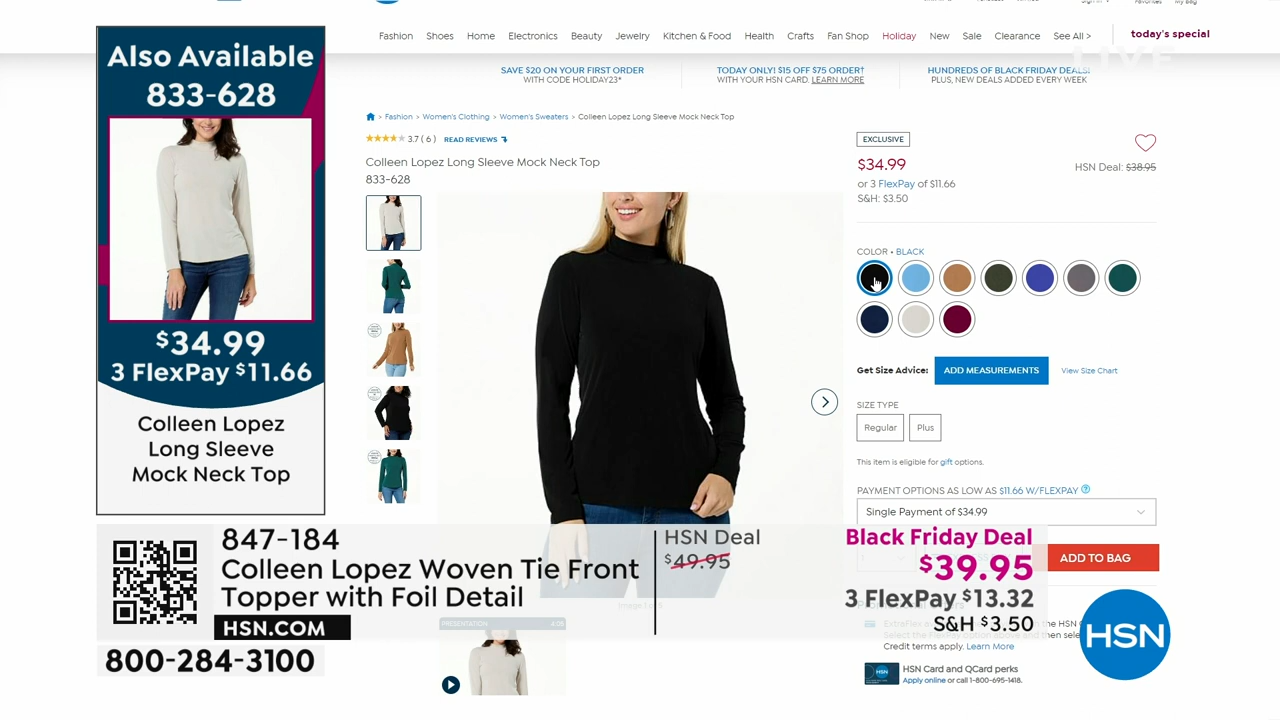 Fashion Shoes Home Electronics Beauty Jewelry Kitchen & Food Health Crafts Fan Shop Holiday New Sale Clearance See All > today's special
LIVE
SAVE $20 ON YOUR FIRST ORDER
WITH CODE HOLIDAY23*
TODAY ONLY! $15 OFF $75 ORDER†
WITH YOUR HSN CARD. LEARN MORE
HUNDREDS OF BLACK FRIDAY DEALS!
PLUS, NEW DEALS ADDED EVERY WEEK
Also Available
833-628
$34.99
3 FlexPay $11.66
Colleen Lopez
Long Sleeve
Mock Neck Top
> Fashion > Women's Clothing > Women's Sweaters > Colleen Lopez Long Sleeve Mock Neck Top
3.7 ( 6 ) READ REVIEWS
Colleen Lopez Long Sleeve Mock Neck Top
833-628
EXCLUSIVE
$34.99
HSN Deal: $38.95
or 3 FlexPay of $11.66
S&H: $3.50
COLOR • BLACK
Get Size Advice: ADD MEASUREMENTS View Size Chart
SIZE TYPE
Regular Plus
This item is eligible for gift options.
PAYMENT OPTIONS AS LOW AS $11.66 W/FLEXPAY
Single Payment of $34.99
ADD TO BAG
847-184
Colleen Lopez Woven Tie Front
Topper with Foil Detail
HSN.COM
800-284-3100
HSN Deal
$49.95
Black Friday Deal
$39.95
3 FlexPay $13.32
S&H $3.50
HSN
PRESENTATION
Credit terms apply. Learn More
HSN Card and QCard perks
Apply online or call 1-800-695-1418.